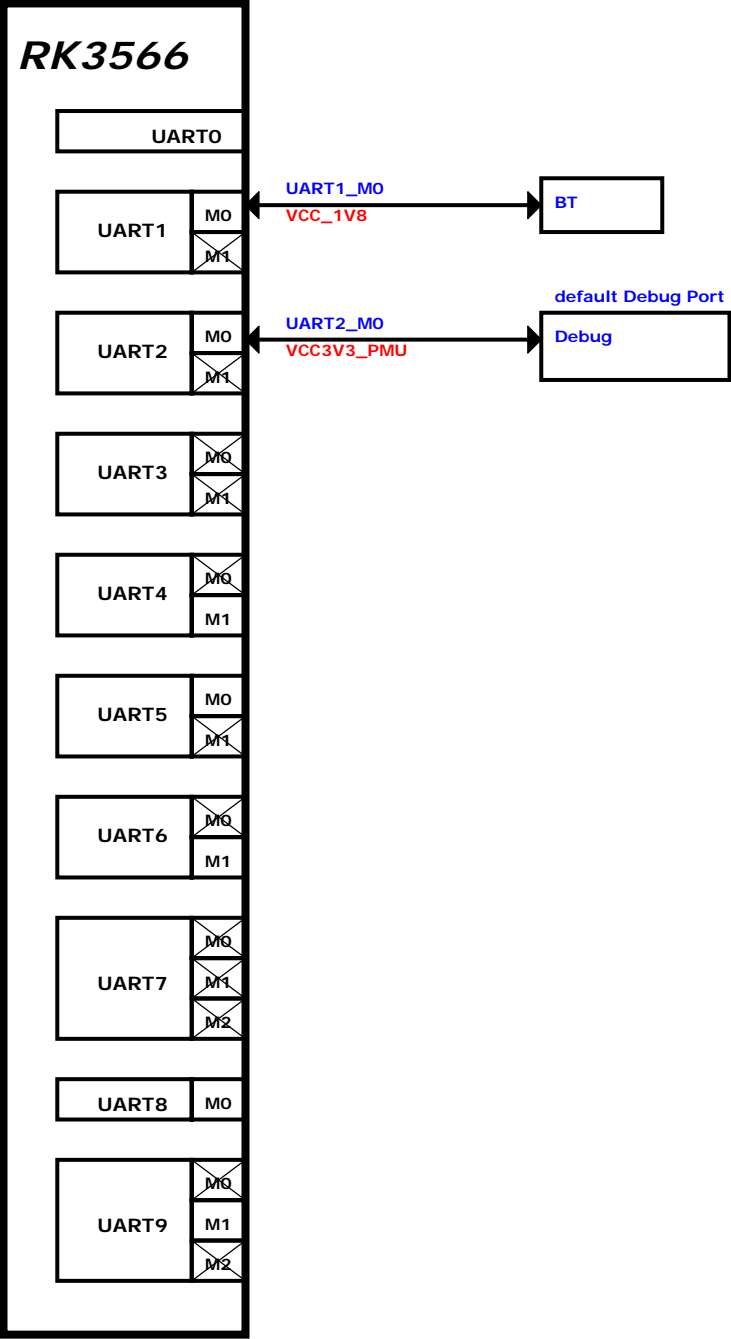 RK3566
UART0
UART1
M0
M1
UART1_M0
VCC_1V8
BT
default Debug Port
UART2
M0
M1
UART2_M0
VCC3V3_PMU
Debug
UART3
M0
M1
UART4
M0
M1
UART5
M0
M1
UART6
M0
M1
UART7
M0
M1
M2
UART8
M0
UART9
M0
M1
M2